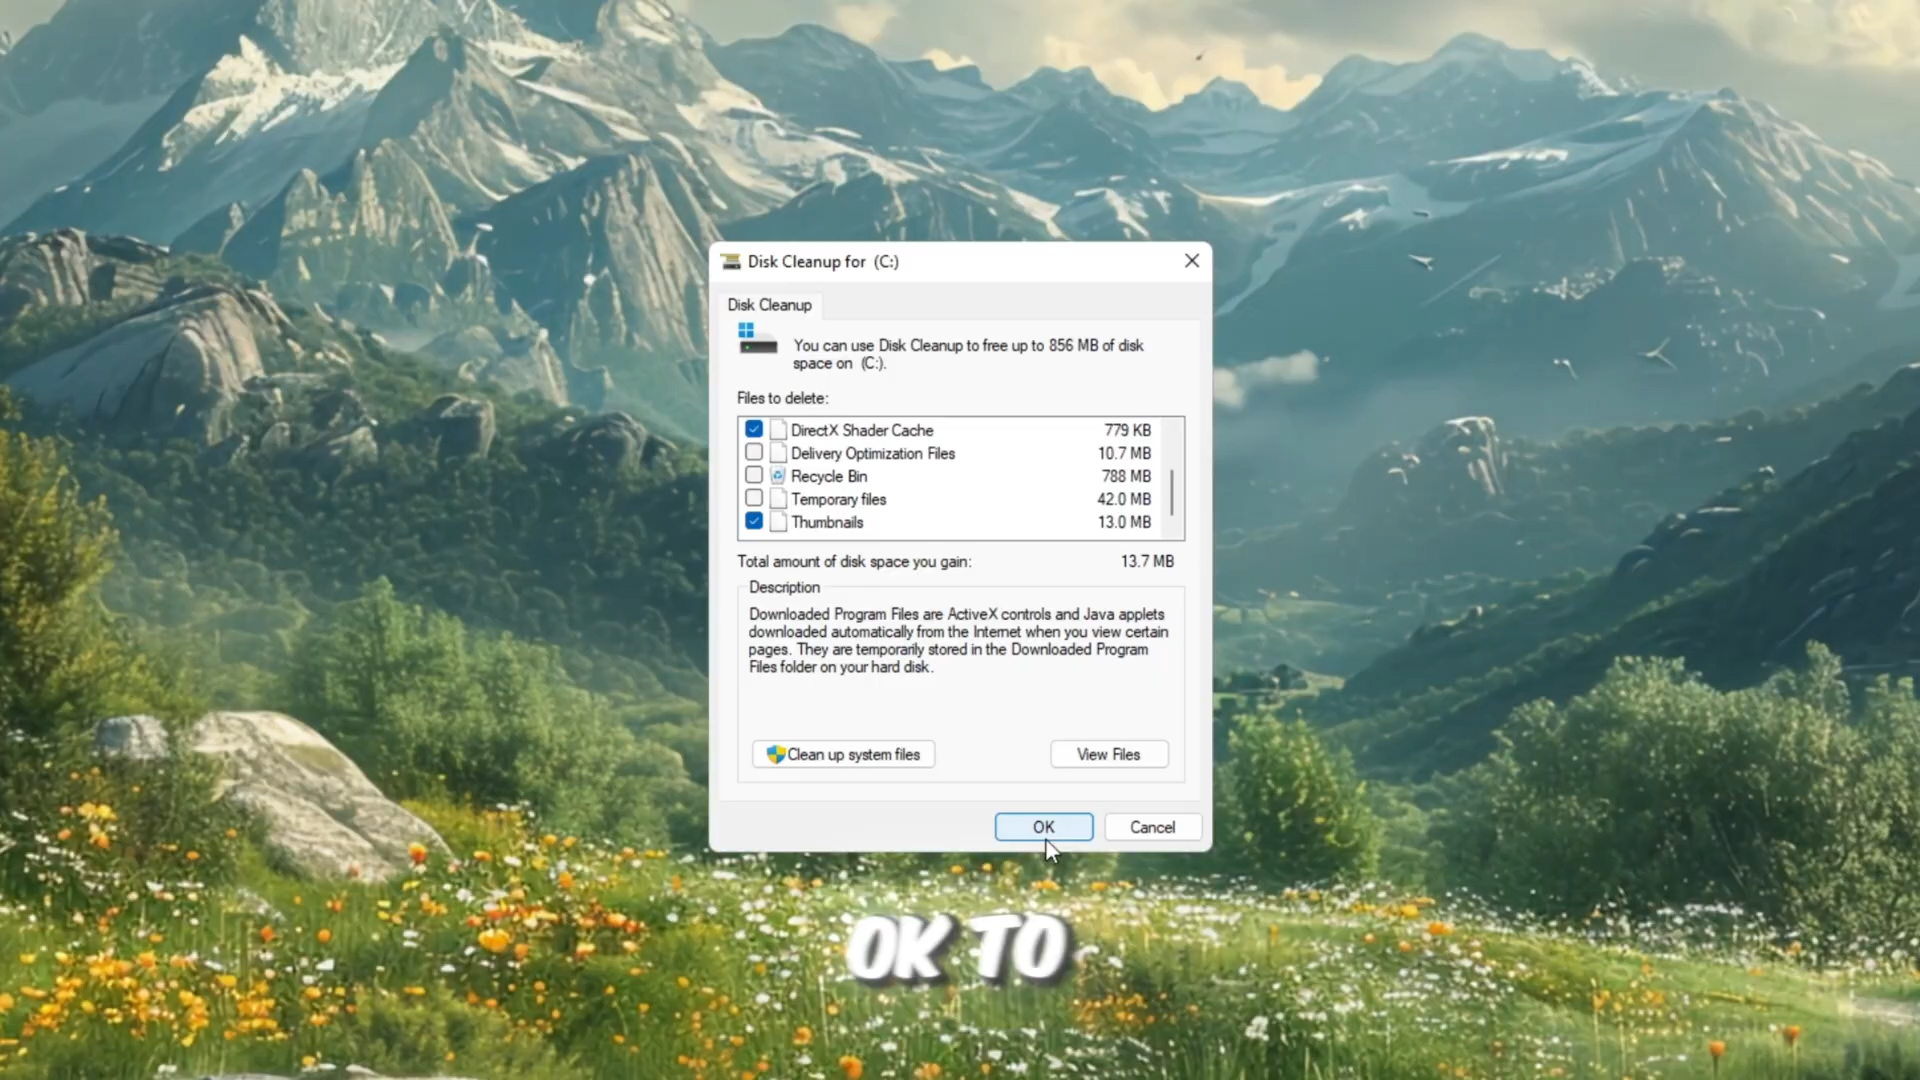 Disk Cleanup for (C:)
Disk Cleanup
You can use Disk Cleanup to free up to 856 MB of disk
space on (C:).
Files to delete:
DirectX Shader Cache 779 KB
Delivery Optimization Files 10.7 MB
Recycle Bin 788 MB
Temporary files 42.0 MB
Thumbnails 13.0 MB
Total amount of disk space you gain: 13.7 MB
Description
Downloaded Program Files are ActiveX controls and Java applets
downloaded automatically from the Internet when you view certain
pages. They are temporarily stored in the Downloaded Program
Files folder on your hard disk.
Clean up system files View Files
OK Cancel
OK TO